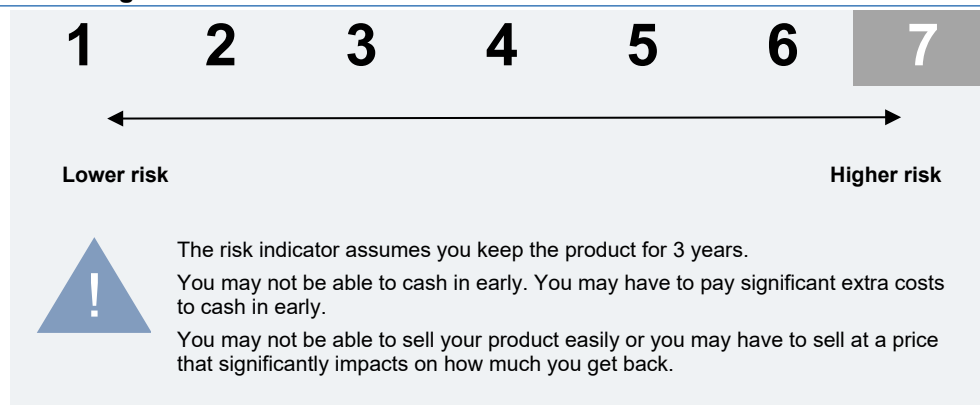 1 2 3 4 5 6 7
Lower risk Higher risk
!
The risk indicator assumes you keep the product for 3 years.
You may not be able to cash in early. You may have to pay significant extra costs
to cash in early.
You may not be able to sell your product easily or you may have to sell at a price
that significantly impacts on how much you get back.